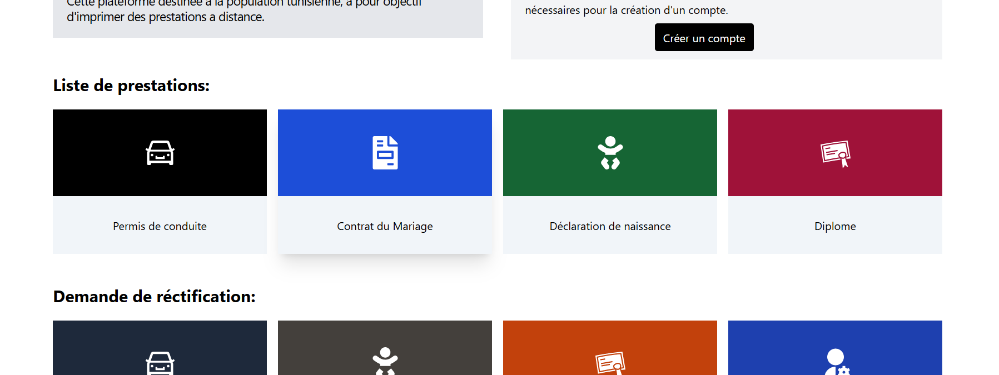 Cette plateforme destinée à la population tunisienne, a pour objectif
d'imprimer des prestations a distance.
nécessaires pour la création d'un compte.
Créer un compte
Liste de prestations:
Permis de conduite
Contrat du Mariage
Déclaration de naissance
Diplome
Demande de réctification: